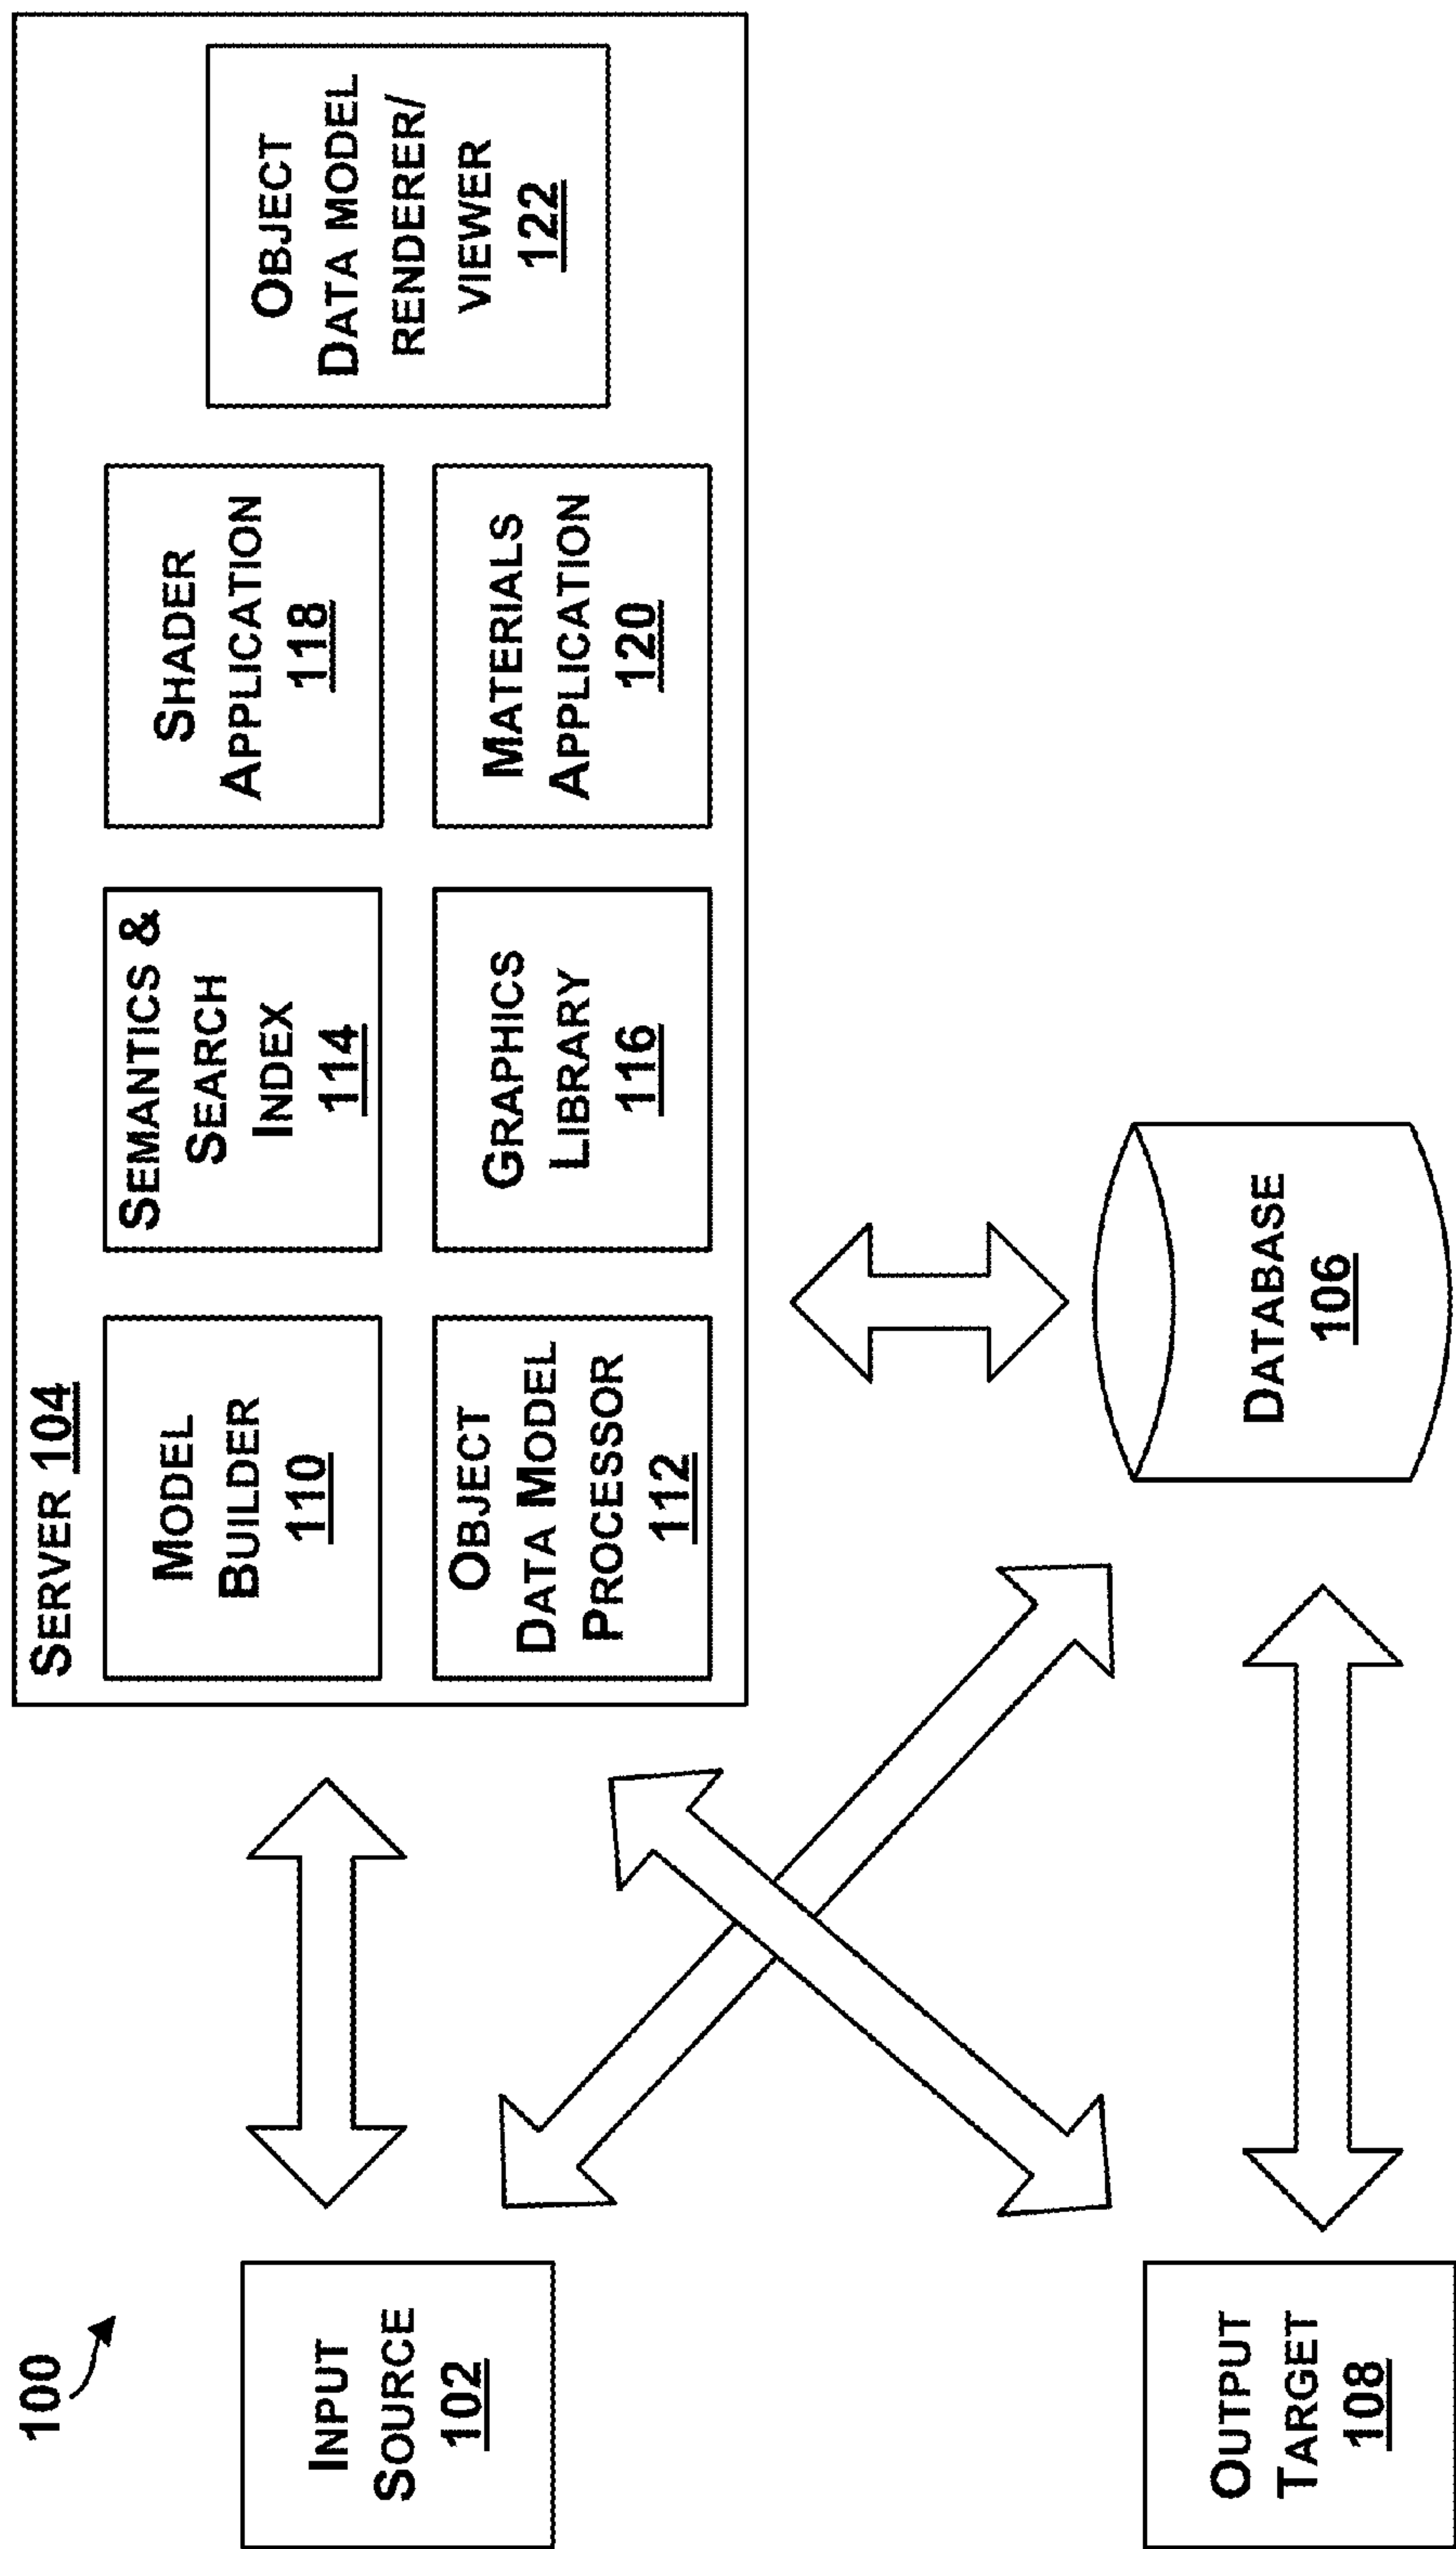 100
INPUT
SOURCE
102
SERVER 104
MODEL
BUILDER
110
SEMANTICS &
SEARCH
INDEX
114
SHADER
APPLICATION
118
OBJECT
DATA MODEL
RENDERER/
VIEWER
122
OBJECT
DATA MODEL
PROCESSOR
112
GRAPHICS
LIBRARY
116
MATERIALS
APPLICATION
120
OUTPUT
TARGET
108
DATABASE
106